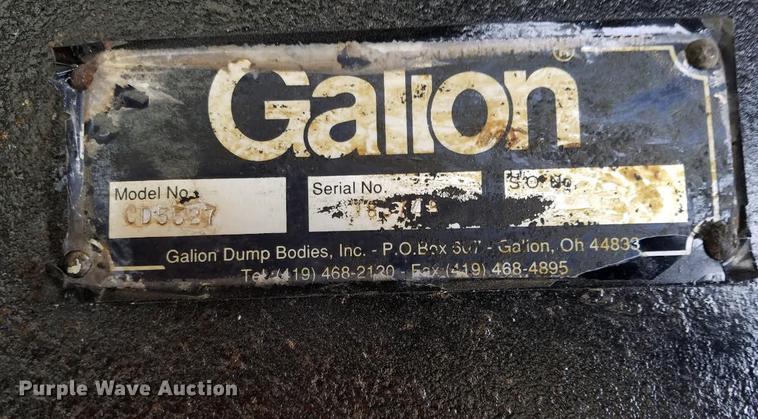 Galion
Model No. Serial No. S.O. No.
Galion Dump Bodies, Inc. - P.O.Box 607 - Galion, Oh 44833
Tel. (419) 468-2120 - Fax (419) 468-4895
Purple Wave Auction